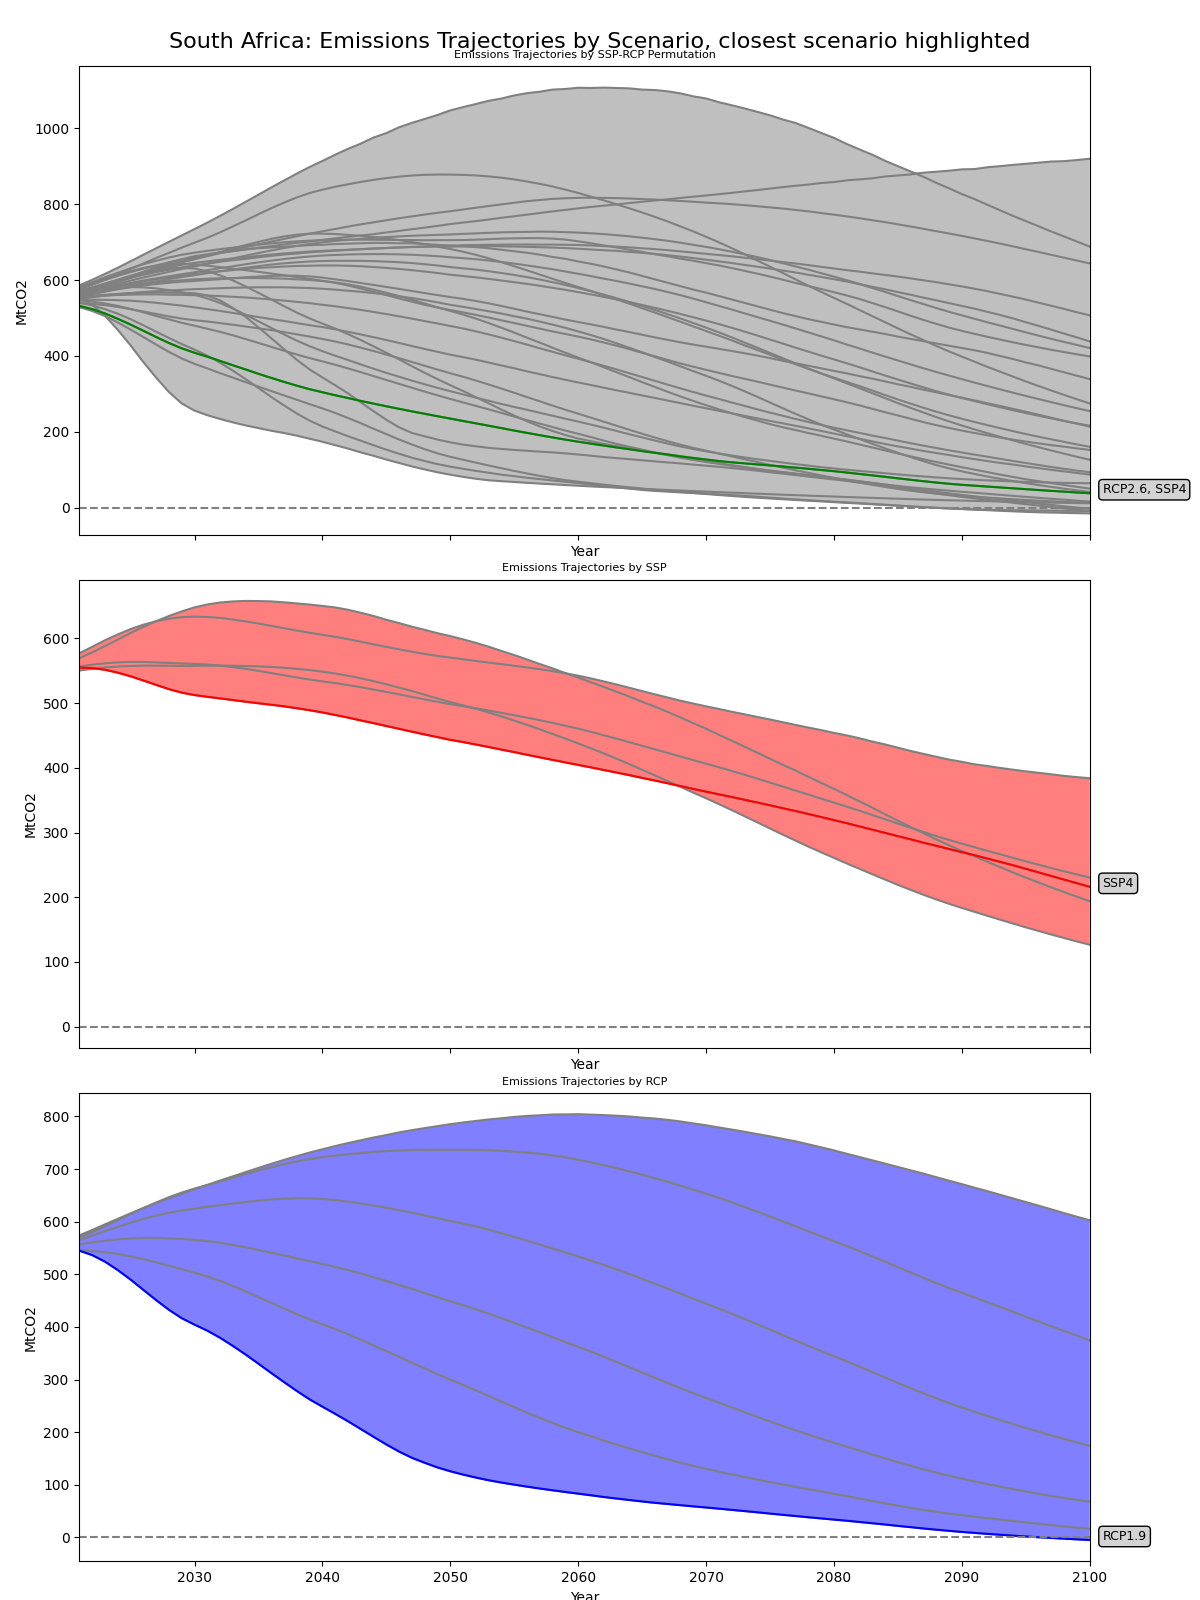 South Africa: Emissions Trajectories by Scenario, closest scenario highlighted
Emissions Trajectories by SSP-RCP Permutation
MtCO2
1000
800
600
400
200
0
RCP2.6, SSP4
Year
Emissions Trajectories by SSP
MtCO2
600
500
400
300
200
100
0
SSP4
Year
Emissions Trajectories by RCP
MtCO2
800
700
600
500
400
300
200
100
0
RCP1.9
2030 2040 2050 2060 2070 2080 2090 2100
Year